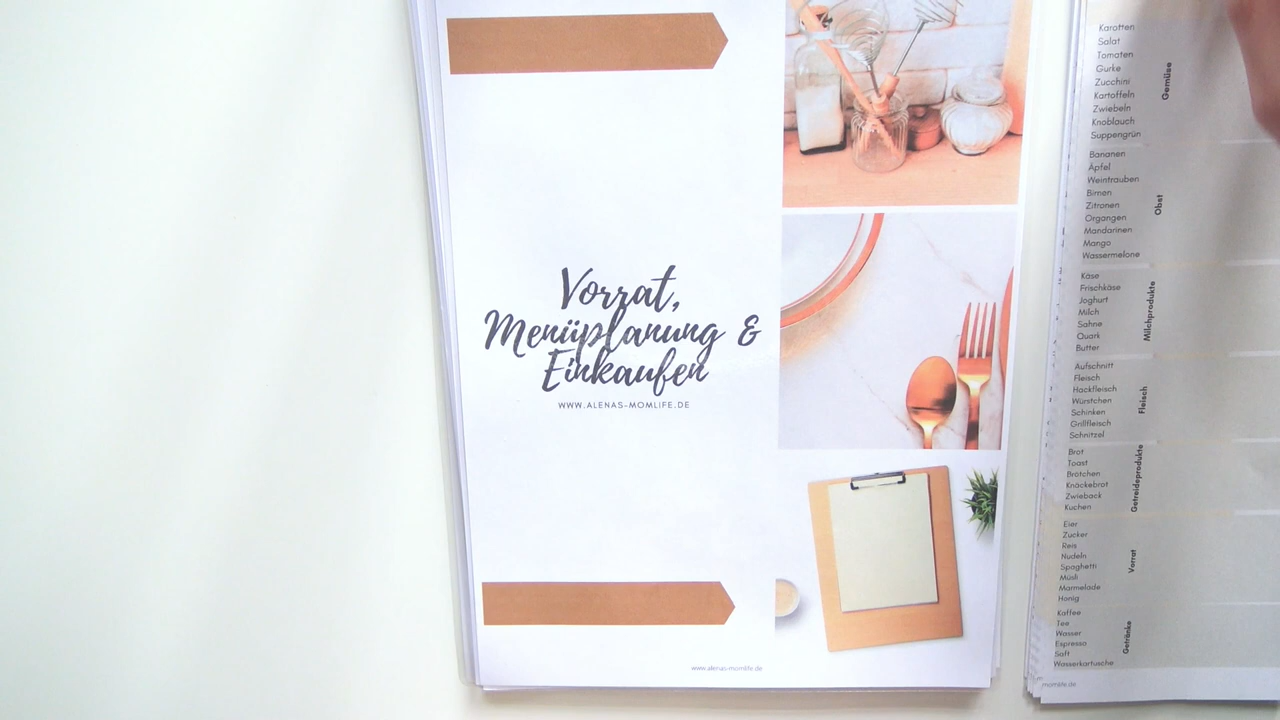 Vorrat,
Menüplanung &
Einkaufen
WWW.ALENAS-MOMLIFE.DE
www.alenas-momlife.de
Karotten
Salat
Tomaten
Gurke
Zucchini
Kartoffeln
Zwiebeln
Knoblauch
Suppengrün
Gemüse
Bananen
Äpfel
Weintrauben
Birnen
Zitronen
Organgen
Mandarinen
Mango
Wassermelone
Obst
Käse
Frischkäse
Joghurt
Milch
Sahne
Quark
Butter
Milchprodukte
Aufschnitt
Fleisch
Hackfleisch
Würstchen
Schinken
Grillfleisch
Schnitzel
Fleisch
Brot
Toast
Brötchen
Knäckebrot
Zwieback
Kuchen
Getreideprodukte
Eier
Zucker
Reis
Nudeln
Spaghetti
Müsli
Marmelade
Honig
Vorrat
Kaffee
Tee
Wasser
Espresso
Saft
Wasserkartusche
Getränke
momlife.de